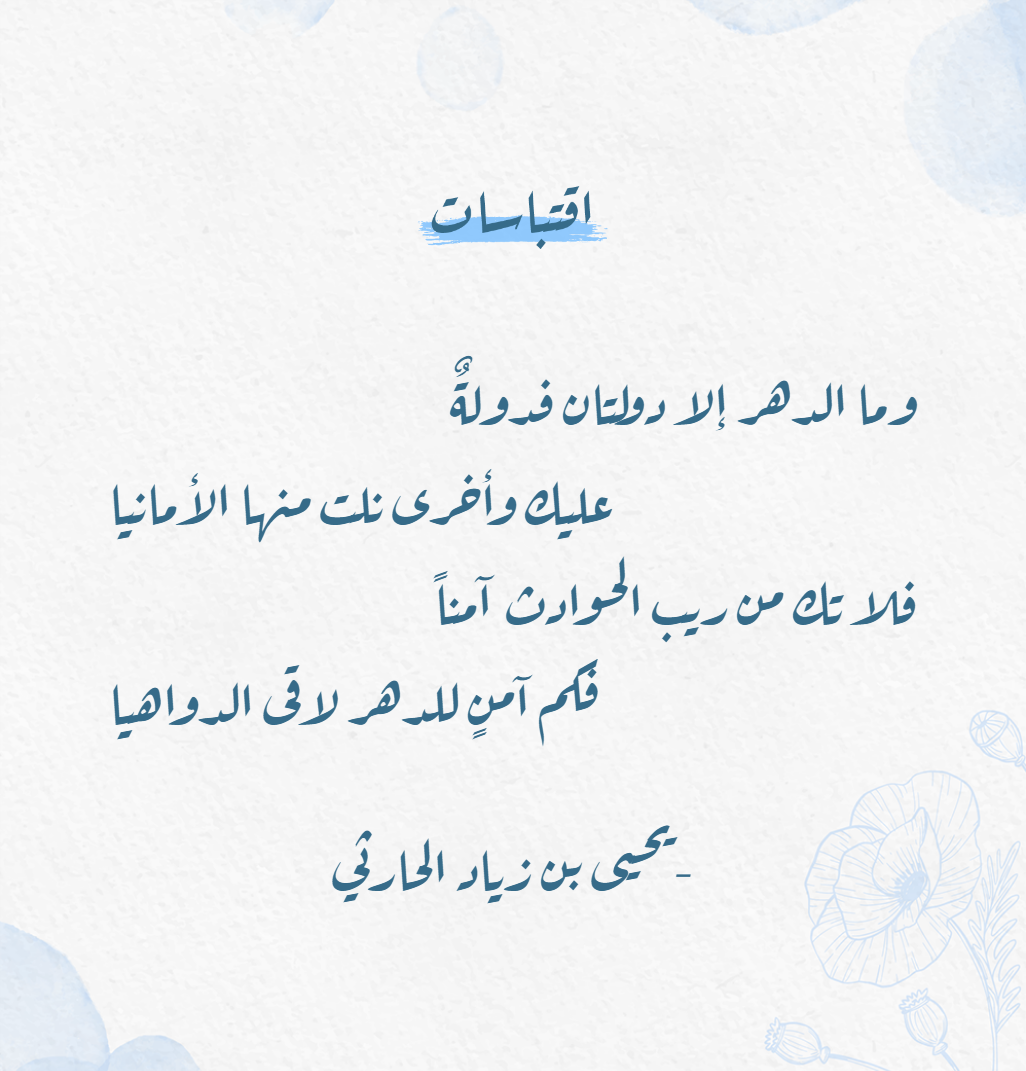 اقتباسات
وما الدهر إلا دولتان فدولةٌ
عليك وأخرى نلت منها الأمانيا
فلا تك من ريب الحوادث آمناً
فكم آمنٍ للدهر لاقى الدواهيا
-يحيى بن زياد الحارثي